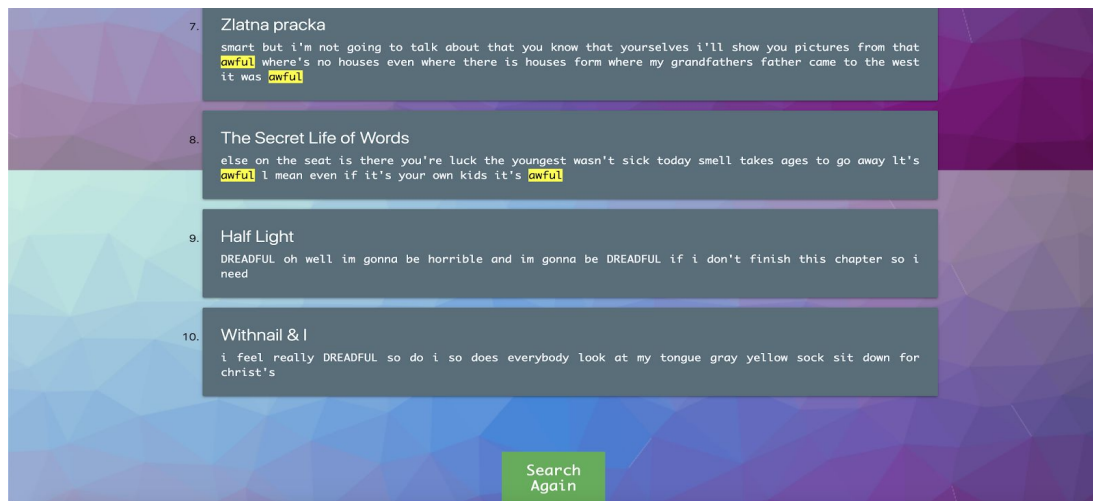 7. Zlatna pracka
smart but i'm not going to talk about that you know that yourselves i'll show you pictures from that
awful where's no houses even where there is houses form where my grandfathers father came to the west
it was awful
8. The Secret Life of Words
else on the seat is there you're luck the youngest wasn't sick today smell takes ages to go away lt's
awful l mean even if it's your own kids it's awful
9. Half Light
DREADFUL oh well im gonna be horrible and im gonna be DREADFUL if i don't finish this chapter so i
need
10. Withnail & I
i feel really DREADFUL so do i so does everybody look at my tongue gray yellow sock sit down for
christ's
Search
Again